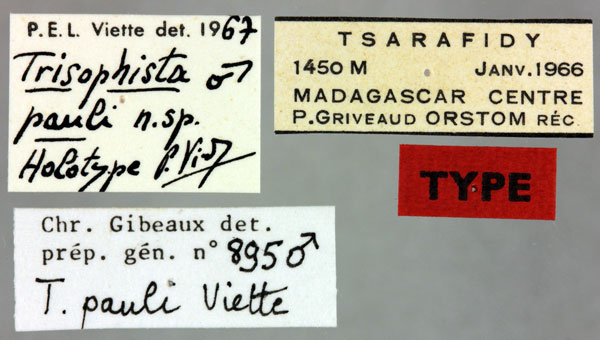 P.E.L. Viette det. 1967
Trisophista ♂
pauli n.sp.
Holotype P. Viette
TSARAFIDY
1450 M JANV. 1966
MADAGASCAR CENTRE
P. GRIVEAUD ORSTOM RÉC.
TYPE
Chr. Gibeaux det.
prép. gén. n° 8950♂
T. pauli Viette